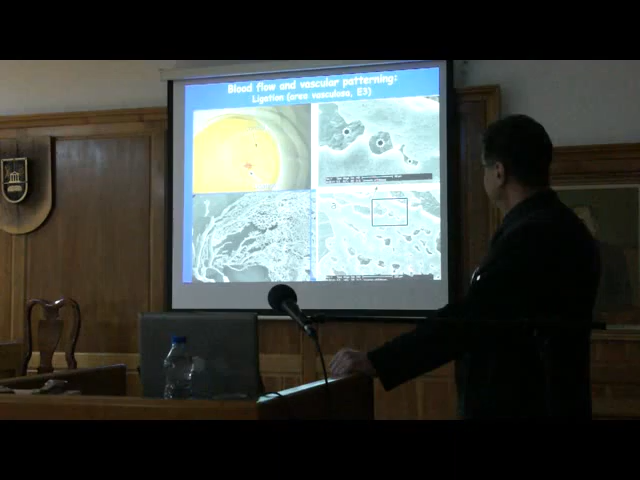 Blood flow and vascular patterning:
Ligation (area vasculosa, E3)